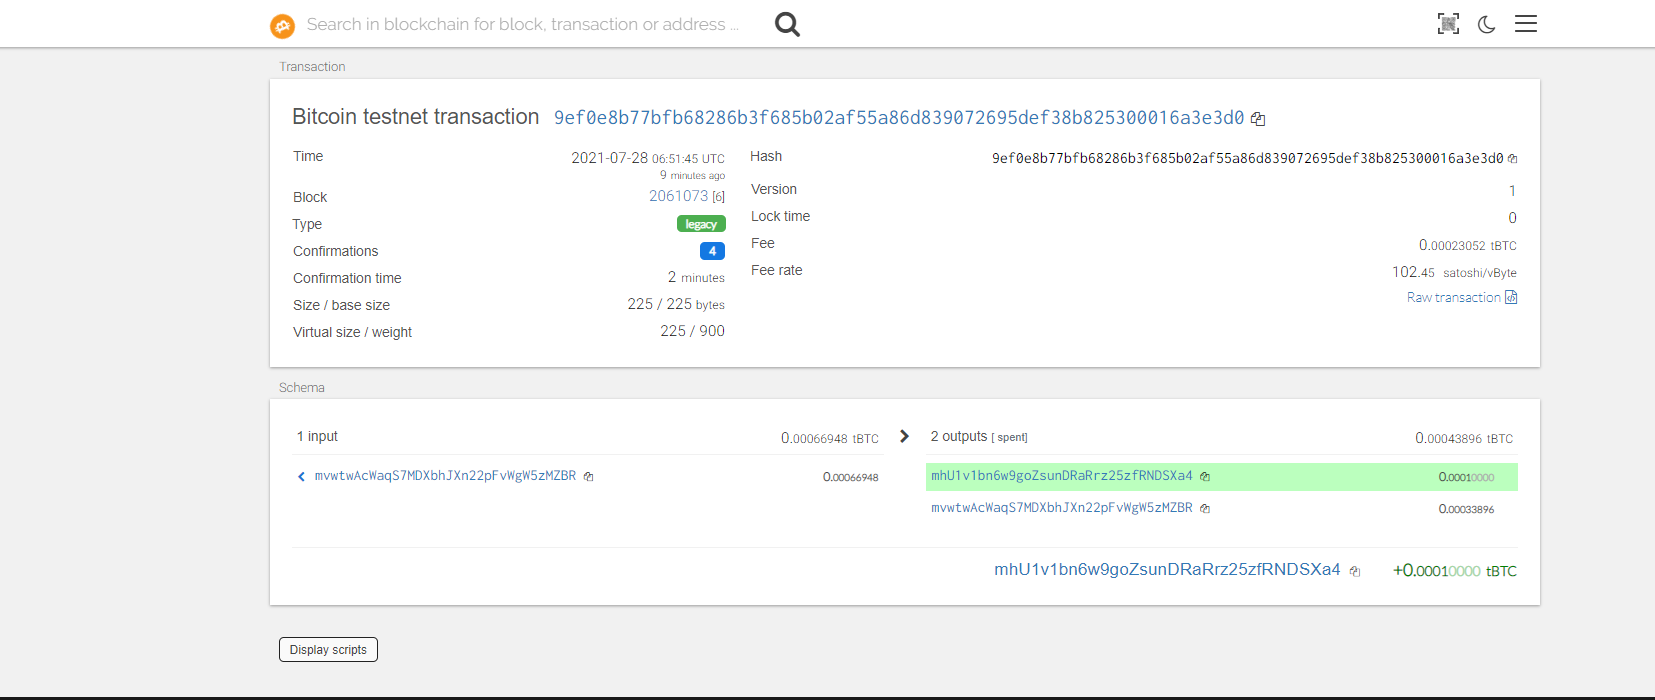 Search in blockchain for block, transaction or address ...
Transaction
Bitcoin testnet transaction 9ef0e8b77bfb68286b3f685b02af55a86d839072695def38b825300016a3e3d0
Time 2021-07-28 06:51:45 UTC
9 minutes ago
Block 2061073 [6]
Type legacy
Confirmations 4
Confirmation time 2 minutes
Size / base size 225 / 225 bytes
Virtual size / weight 225 / 900
Hash 9ef0e8b77bfb68286b3f685b02af55a86d839072695def38b825300016a3e3d0
Version 1
Lock time 0
Fee 0.00023052 tBTC
Fee rate 102.45 satoshi/vByte
Raw transaction
Schema
1 input 0.00066948 tBTC
mvwtwAcWaqS7MDXbhJXn22pFvWgW5zMZBR 0.00066948
2 outputs [ spent] 0.00043896 tBTC
mhU1v1bn6w9goZsunDRaRrz25zfRNDSXa4 0.00010000
mvwtwAcWaqS7MDXbhJXn22pFvWgW5zMZBR 0.00033896
mhU1v1bn6w9goZsunDRaRrz25zfRNDSXa4 +0.00010000 tBTC
Display scripts